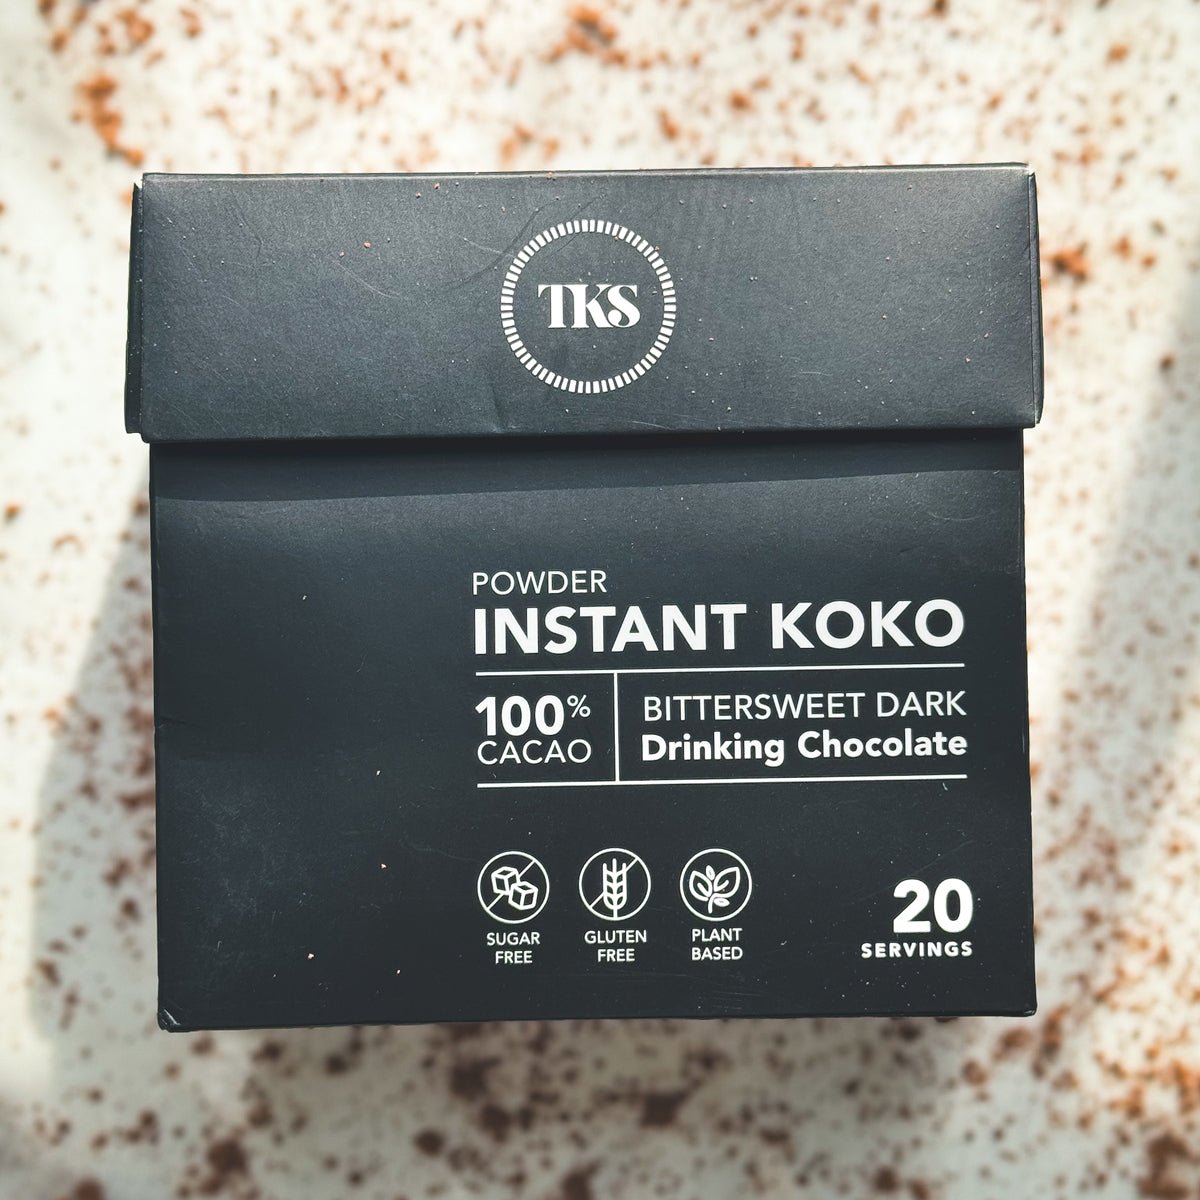 TKS
POWDER
INSTANT KOKO
100%
CACAO
BITTERSWEET DARK
Drinking Chocolate
SUGAR
FREE
GLUTEN
FREE
PLANT
BASED
20
SERVINGS